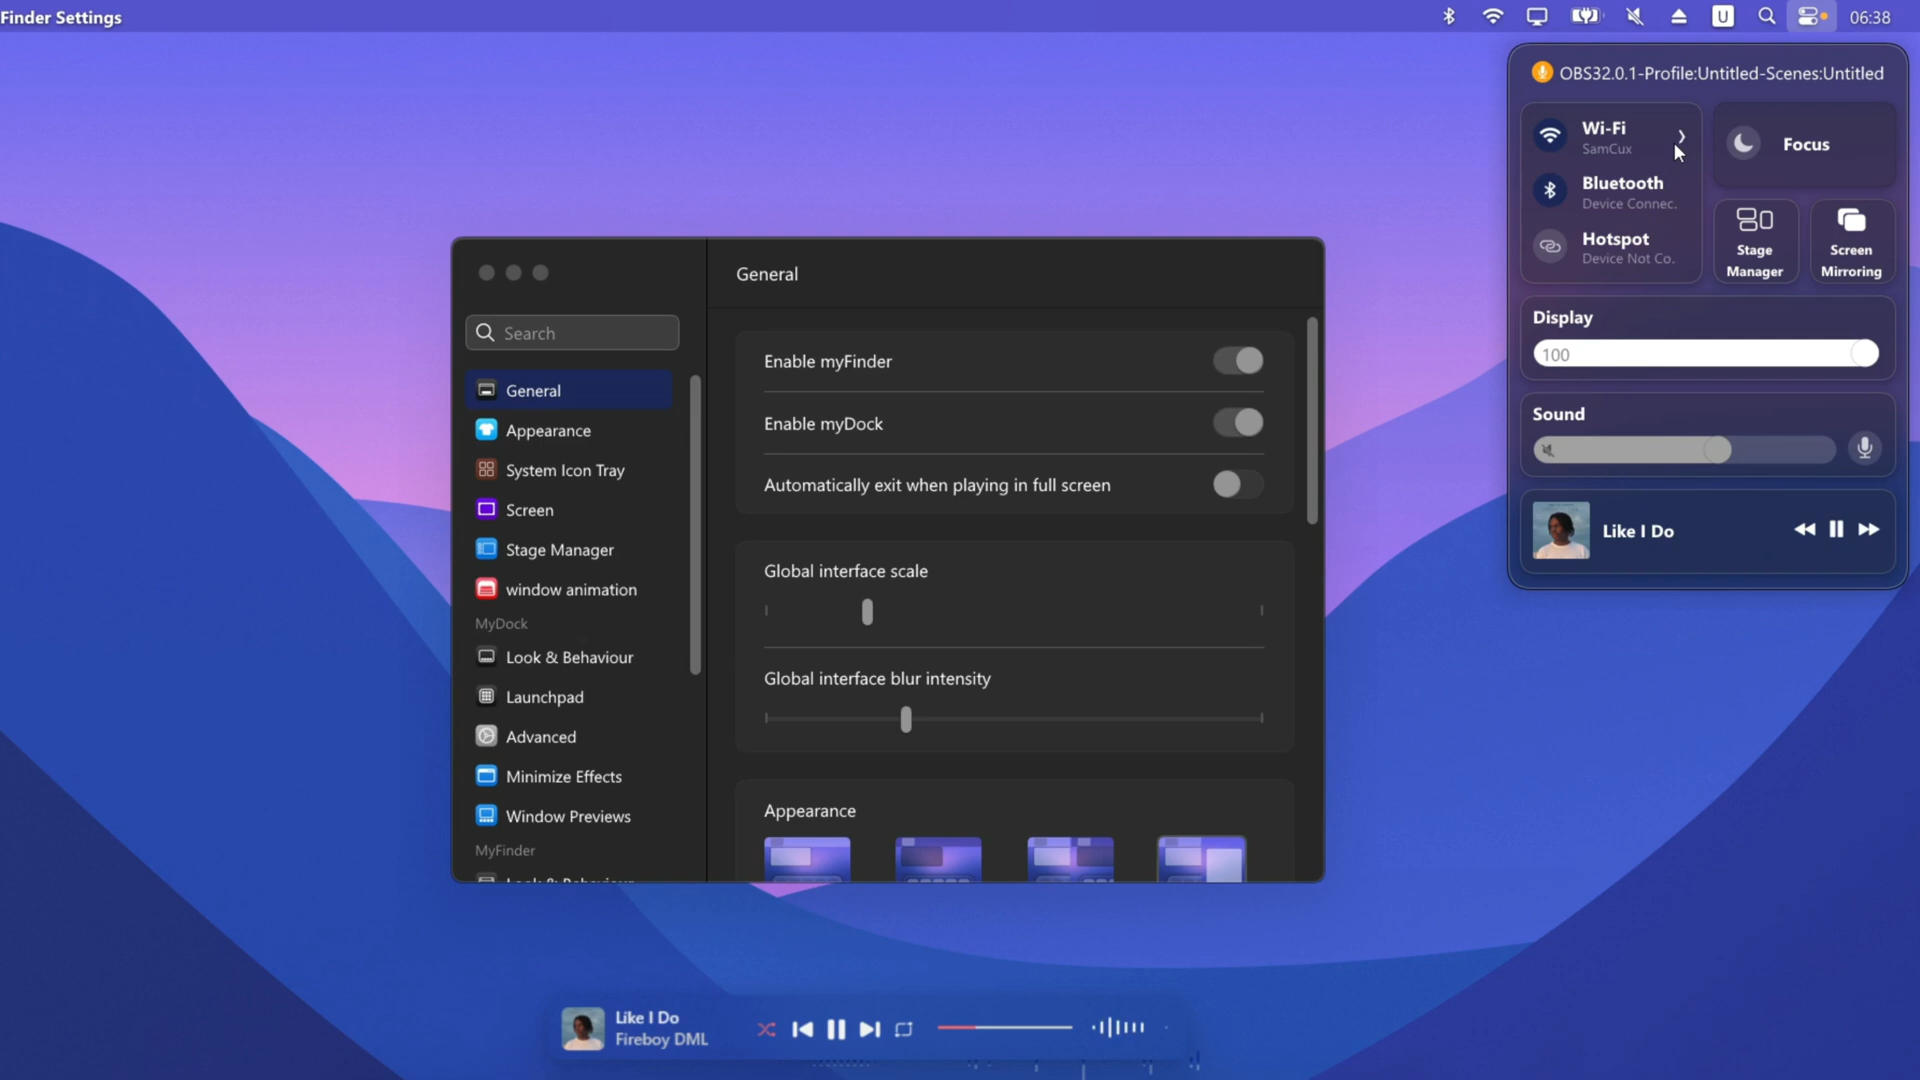 Finder Settings
U
06:38
OBS32.0.1-Profile:Untitled-Scenes:Untitled
Wi-Fi
SamCux
Focus
Bluetooth
Device Connec.
Hotspot
Device Not Co.
Stage
Manager
Screen
Mirroring
Display
100
Sound
Like I Do
General
Search
General
Appearance
System Icon Tray
Screen
Stage Manager
window animation
MyDock
Look & Behaviour
Launchpad
Advanced
Minimize Effects
Window Previews
MyFinder
Enable myFinder
Enable myDock
Automatically exit when playing in full screen
Global interface scale
Global interface blur intensity
Appearance
Like I Do
Fireboy DML